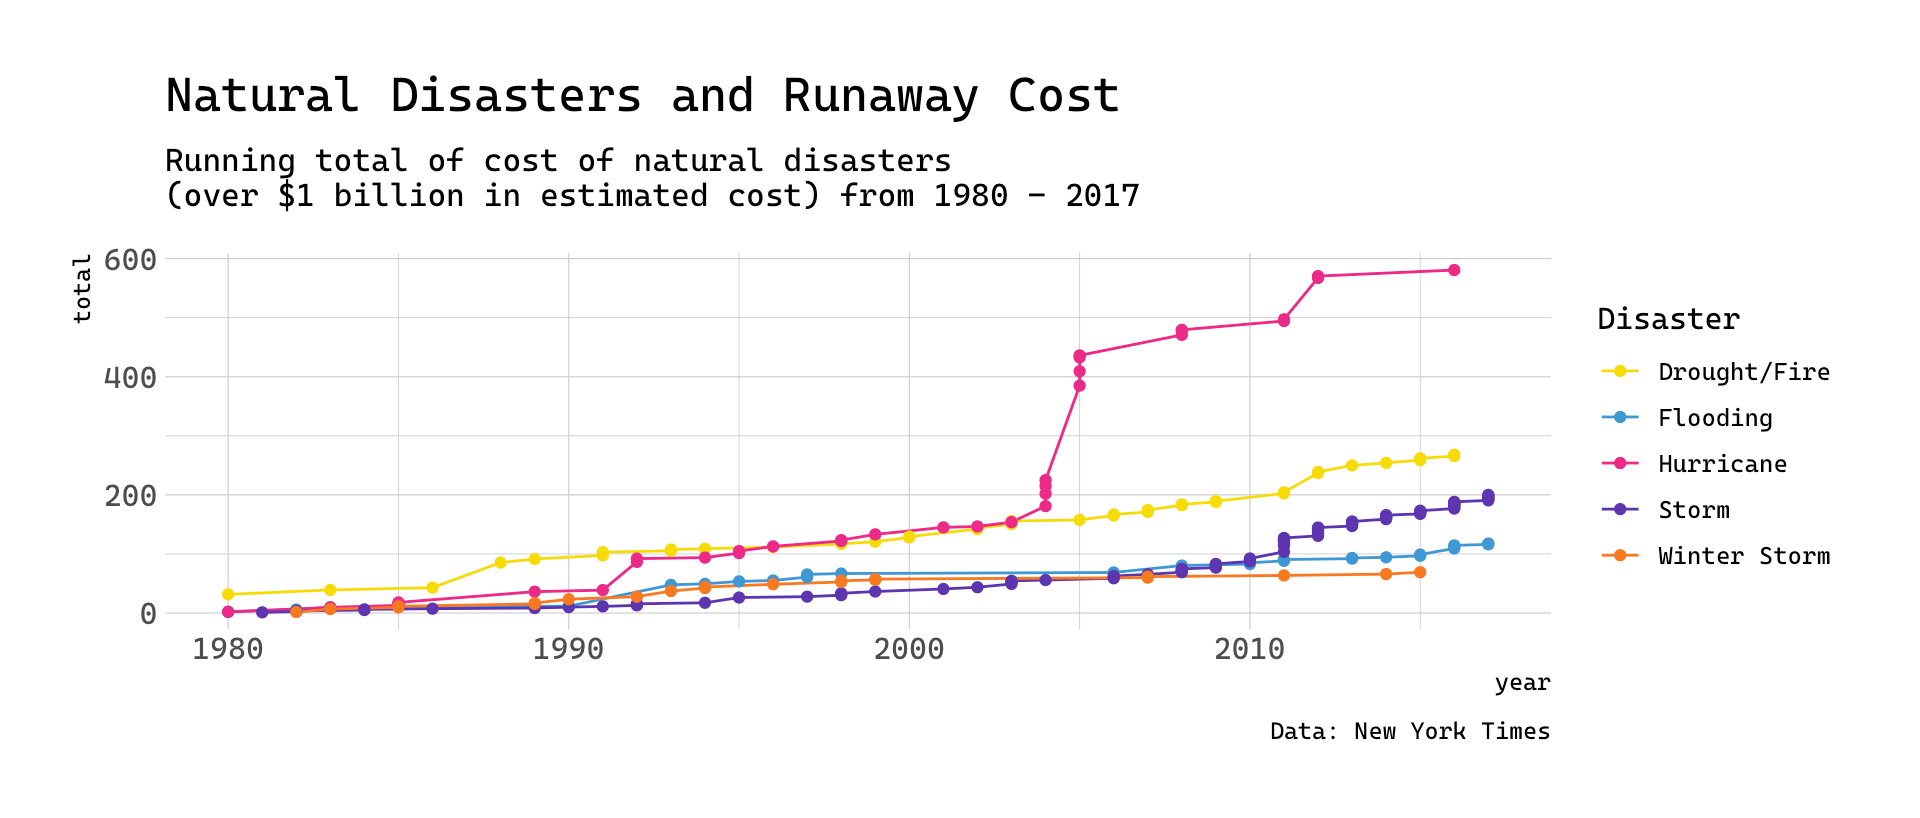 Natural Disasters and Runaway Cost
Running total of cost of natural disasters
(over $1 billion in estimated cost) from 1980 - 2017
total
600
400
200
0
1980
1990
2000
2010
year
Disaster
Drought/Fire
Flooding
Hurricane
Storm
Winter Storm
Data: New York Times